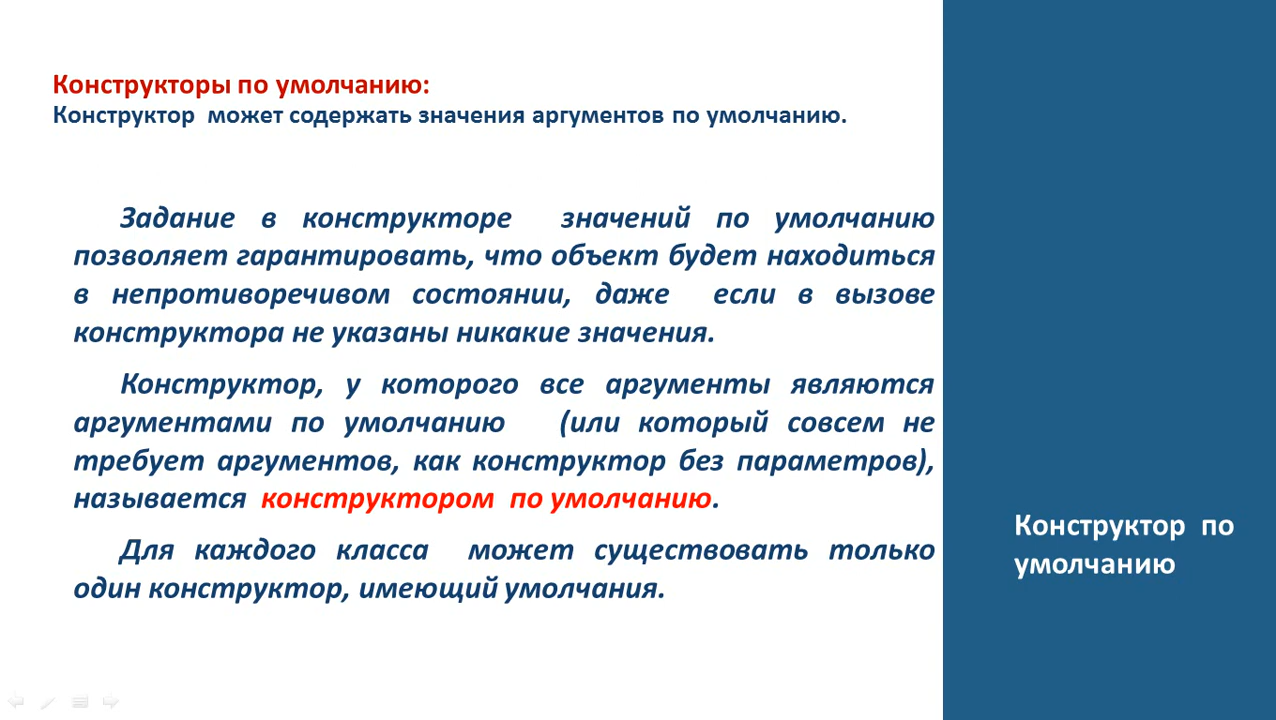 Конструкторы по умолчанию:
Конструктор может содержать значения аргументов по умолчанию.
Задание в конструкторе значений по умолчанию
позволяет гарантировать, что объект будет находиться
в непротиворечивом состоянии, даже если в вызове
конструктора не указаны никакие значения.
Конструктор, у которого все аргументы являются
аргументами по умолчанию (или который совсем не
требует аргументов, как конструктор без параметров),
называется конструктором по умолчанию.
Для каждого класса может существовать только
один конструктор, имеющий умолчания.
Конструктор по
умолчанию